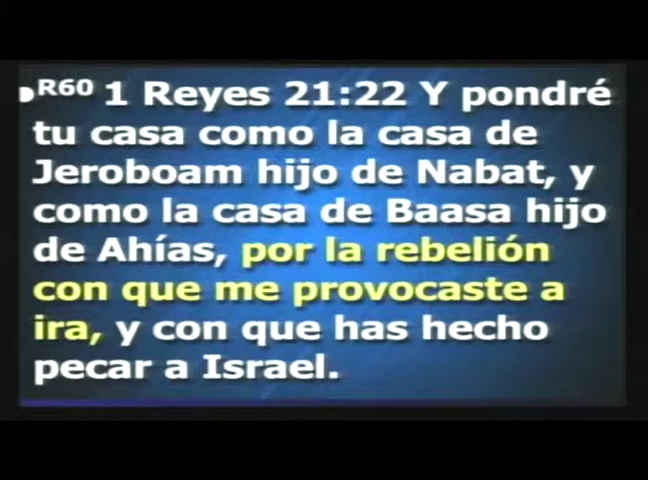 •R60 1 Reyes 21:22 Y pondré
tu casa como la casa de
Jeroboam hijo de Nabat, y
como la casa de Baasa hijo
de Ahías, por la rebelión
con que me provocaste a
ira, y con que has hecho
pecar a Israel.